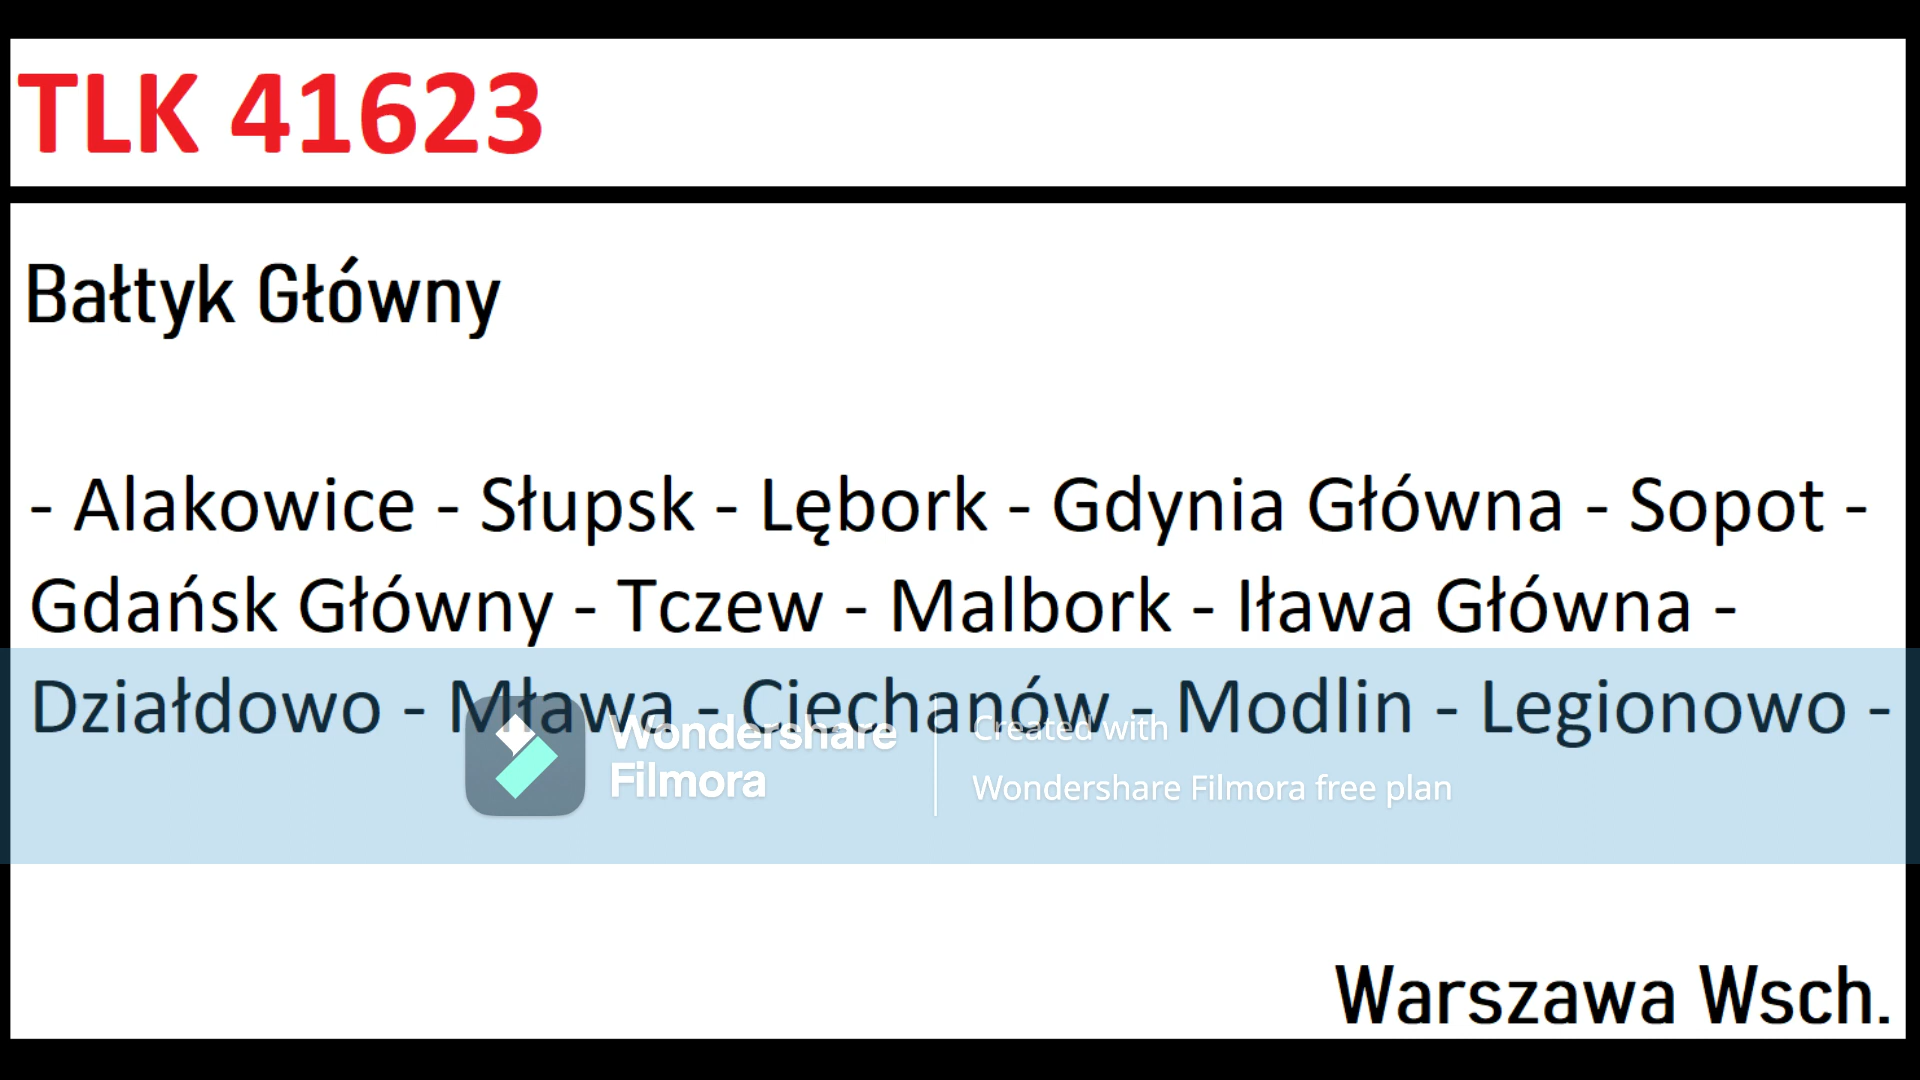 TLK 41623
Bałtyk Główny
- Alakowice - Słupsk - Lębork - Gdynia Główna - Sopot -
Gdańsk Główny - Tczew - Malbork - Iława Główna -
Działdowo - Mława - Ciechanów - Modlin - Legionowo -
Wondershare
Filmora
Created with
Wondershare Filmora free plan
Warszawa Wsch.